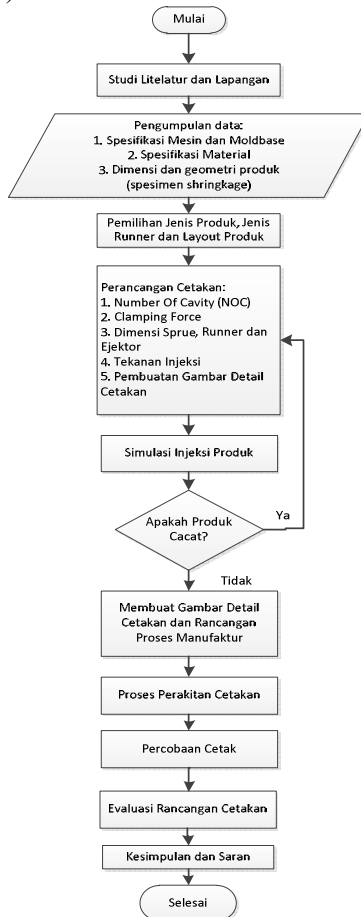 )
Mulai
Studi Litelatur dan Lapangan
Pengumpulan data:
1. Spesifikasi Mesin dan Moldbase
2. Spesifikasi Material
3. Dimensi dan geometri produk
(spesimen shringkage)
Pemilihan Jenis Produk, Jenis
Runner dan Layout Produk
Perancangan Cetakan:
1. Number Of Cavity (NOC)
2. Clamping Force
3. Dimensi Sprue, Runner dan
Ejektor
4. Tekanan Injeksi
5. Pembuatan Gambar Detail
Cetakan
Simulasi Injeksi Produk
Apakah Produk
Cacat?
Ya
Tidak
Membuat Gambar Detail
Cetakan dan Rancangan
Proses Manufaktur
Proses Perakitan Cetakan
Percobaan Cetak
Evaluasi Rancangan Cetakan
Kesimpulan dan Saran
Selesai